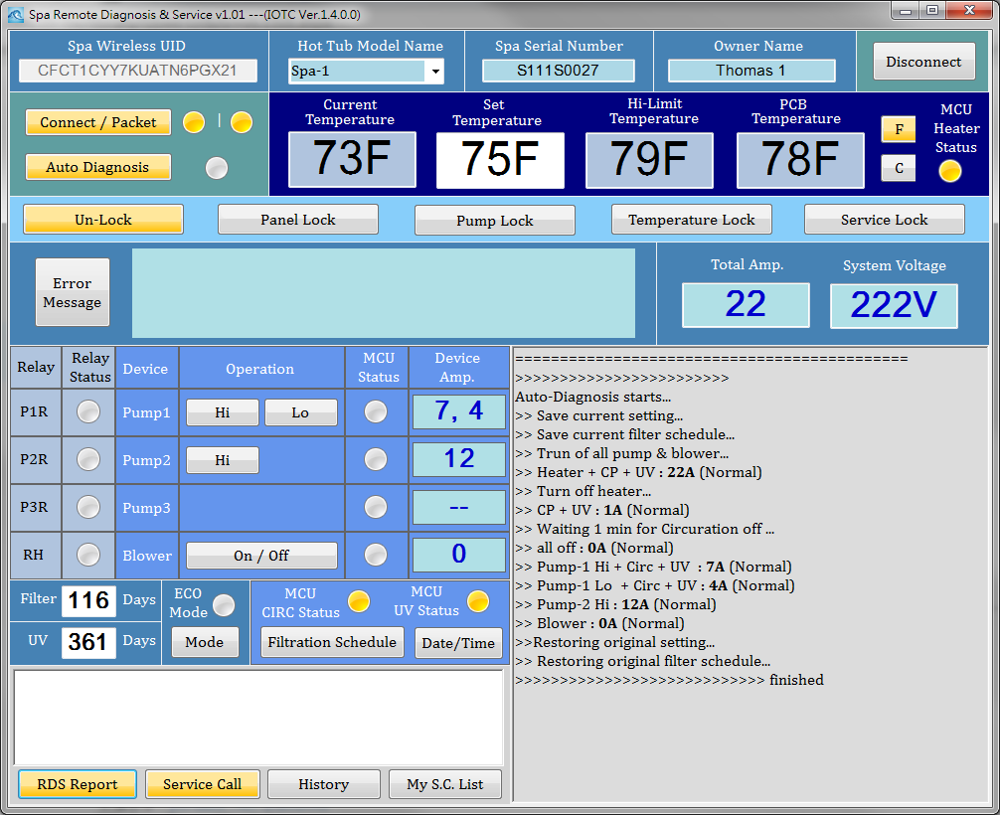 Spa Remote Diagnosis & Service v1.01 ---(IOTC Ver.1.4.0.0)
Spa Wireless UID
CFCT1CYY7KUATN6PGX21
Hot Tub Model Name
Spa-1
Spa Serial Number
S111S0027
Owner Name
Thomas 1
Disconnect
Connect / Packet
|
Auto Diagnosis
Current
Temperature
73F
Set
Temperature
75F
Hi-Limit
Temperature
79F
PCB
Temperature
78F
F
C
MCU
Heater
Status
Un-Lock
Panel Lock
Pump Lock
Temperature Lock
Service Lock
Error
Message
Total Amp.
22
System Voltage
222V
Relay
Relay
Status
Device
Operation
MCU
Status
Device
Amp.
P1R
Pump1
Hi
Lo
7, 4
P2R
Pump2
Hi
12
P3R
Pump3
--
RH
Blower
On / Off
0
Filter
116
Days
UV
361
Days
ECO
Mode
Mode
MCU
CIRC Status
MCU
UV Status
Filtration Schedule
Date/Time
RDS Report
Service Call
History
My S.C. List
============================================
>>>>>>>>>>>>>>>>>>>>>>>>
Auto-Diagnosis starts...
>> Save current setting...
>> Save current filter schedule...
>> Trun of all pump & blower...
>> Heater + CP + UV : 22A (Normal)
>> Turn off heater...
>> CP + UV : 1A (Normal)
>> Waiting 1 min for Circuration off ...
>> all off : 0A (Normal)
>> Pump-1 Hi + Circ + UV  : 7A (Normal)
>> Pump-1 Lo  + Circ + UV : 4A (Normal)
>> Pump-2 Hi : 12A (Normal)
>> Blower : 0A (Normal)
>>Restoring original setting...
>> Restoring original filter schedule...
>>>>>>>>>>>>>>>>>>>>>>>>>>>> finished